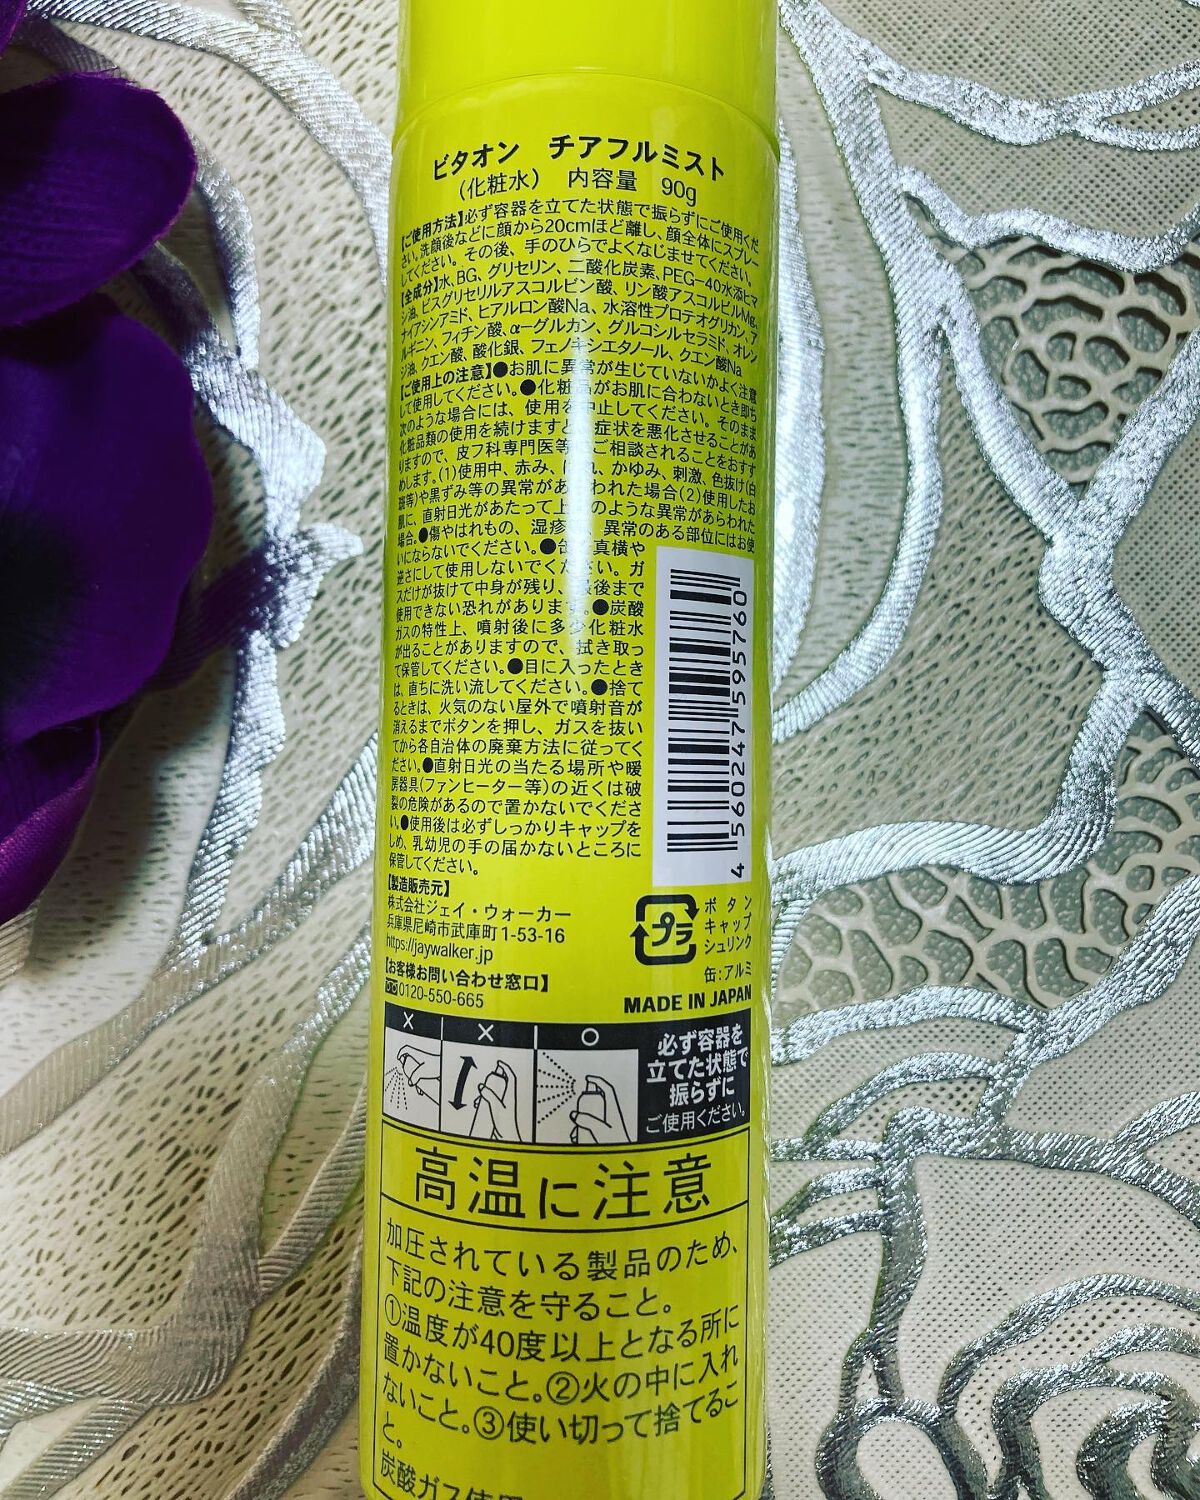 ビタオン チアフルミスト
(化粧水) 内容量 90g
【ご使用方法】必ず容器を立てた状態で振らずにご使用くだ
さい。洗顔後などに顔から20cmほど離し、顔全体にスプレー
してください。その後、手のひらでよくなじませてください。
【全成分】水、BG、グリセリン、二酸化炭素、PEG-40水添ヒマ
シ油、ビスグリセリルアスコルビン酸、リン酸アスコルビルMg、
ナイアシンアミド、ヒアルロン酸Na、水溶性プロテオグリカン、ア
ルギニン、フィチン酸、α-グルカン、グルコシルセラミド、オレン
ジ油、クエン酸、酸化銀、フェノキシエタノール、クエン酸Na
【ご使用上の注意】●お肌に異常が生じていないかよく注意
して使用してください。●化粧品がお肌に合わないとき即ち
次のような場合には、使用を中止してください。そのまま
化粧品類の使用を続けますと、症状を悪化させることがあ
りますので、皮フ科専門医等にご相談されることをおすす
めします。(1)使用中、赤み、はれ、かゆみ、刺激、色抜け(白
斑等)や黒ずみ等の異常があらわれた場合(2)使用したお
肌に、直射日光があたって上記のような異常があらわれた
場合。●傷やはれもの、湿疹等、異常のある部位にはお使
いにならないでください。●缶を真横や
逆さにして使用しないでください。ガ
スだけが抜けて中身が残り、最後まで
使用できない恐れがあります。●炭酸
ガスの特性上、噴射後に多少化粧水
が出ることがありますので、拭き取っ
て保管してください。●目に入ったとき
は、直ちに洗い流してください。●捨て
るときは、火気のない屋外で噴射音が
消えるまでボタンを押し、ガスを抜い
てから各自治体の廃棄方法に従ってく
ださい。●直射日光の当たる場所や暖
房器具(ファンヒーター等)の近くは破
裂の危険があるので置かないでくださ
い。●使用後は必ずしっかりキャップを
しめ、乳幼児の手の届かないところに
保管してください。
4 560247 595760
【製造販売元】
株式会社ジェイ・ウォーカー
兵庫県尼崎市武庫町1-53-16
https://jaywalker.jp
【お客様お問い合わせ窓口】
0120-550-665
プラ
ボタン
キャップ
シュリンク
缶:アルミ
MADE IN JAPAN
× × ○
必ず容器を
立てた状態で
振らずに
ご使用ください。
高温に注意
加圧されている製品のため、
下記の注意を守ること。
①温度が40度以上となる所に
置かないこと。②火の中に入れ
ないこと。③使い切って捨てるこ
と。
炭酸ガス使用